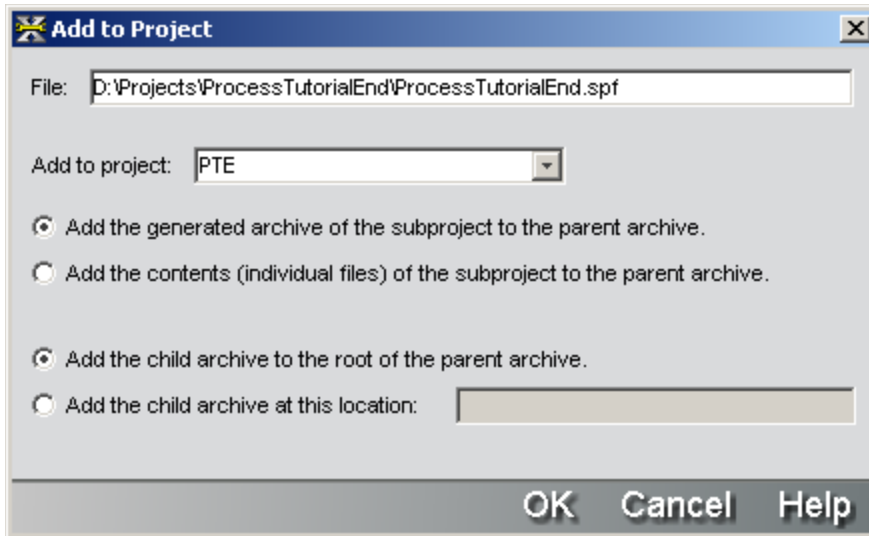 Add to Project
File: D:\Projects\ProcessTutorialEnd\ProcessTutorialEnd.spf
Add to project: PTE
Add the generated archive of the subproject to the parent archive.
Add the contents (individual files) of the subproject to the parent archive.
Add the child archive to the root of the parent archive.
Add the child archive at this location:
OK Cancel Help